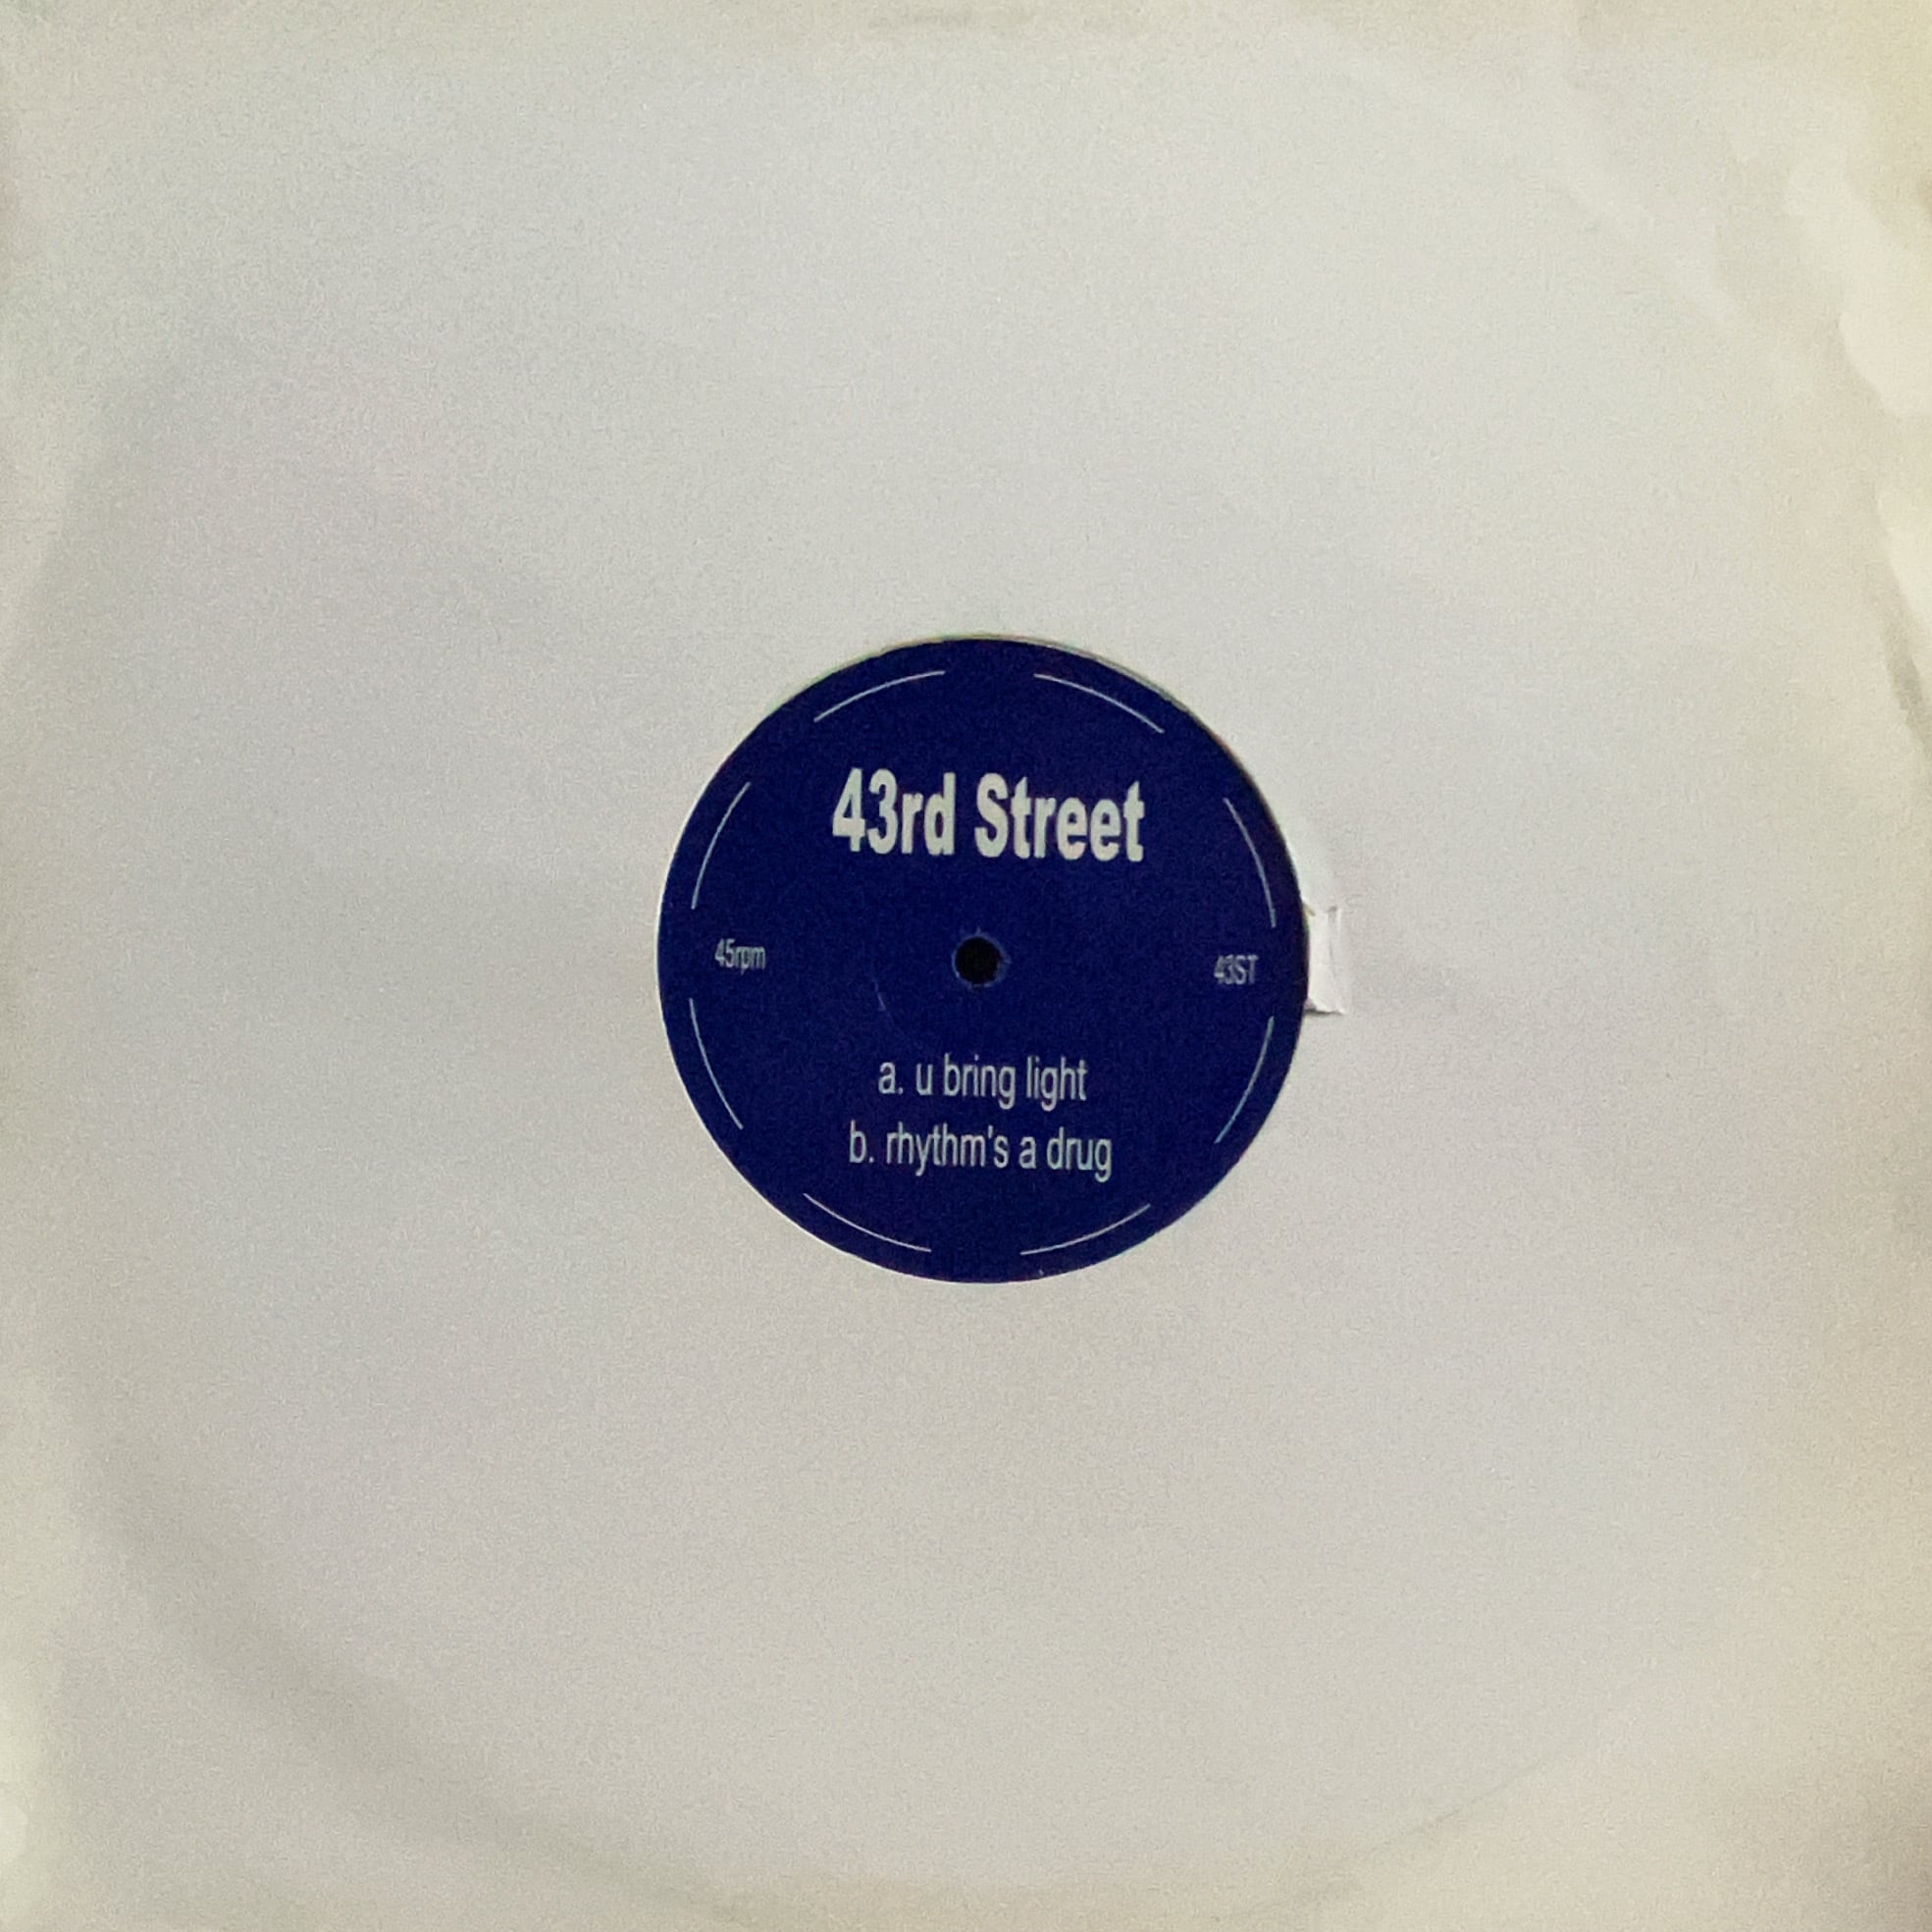 43rd Street
45rpm
43ST
a. u bring light
b. rhythm's a drug